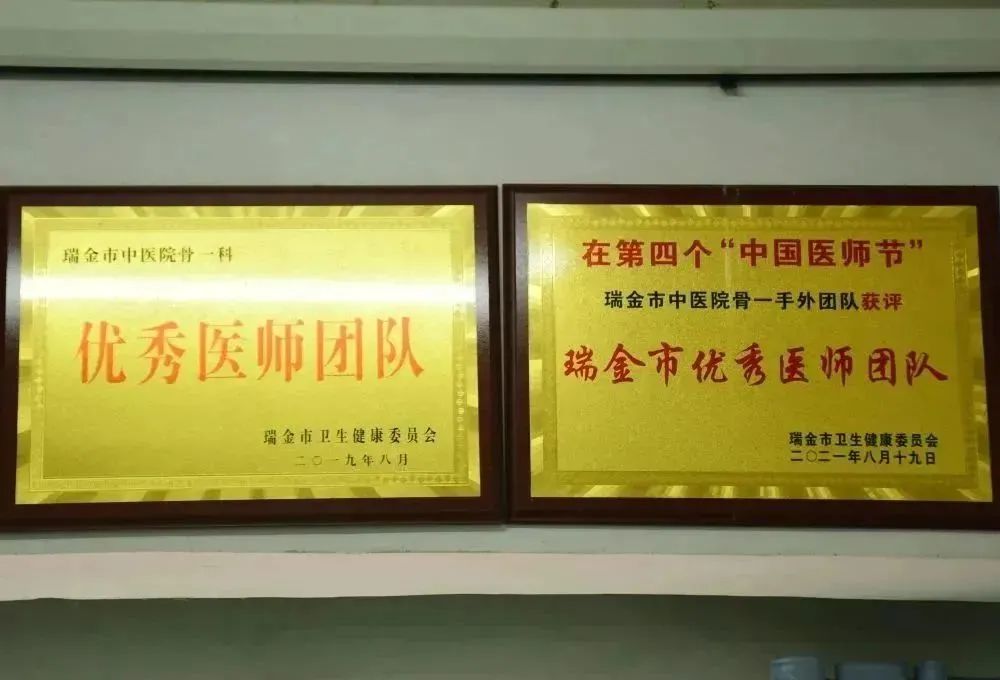 瑞金市中医院骨一科
优秀医师团队
瑞金市卫生健康委员会
二〇一九年八月
在第四个“中国医师节”
瑞金市中医院骨一手外团队获评
瑞金市优秀医师团队
瑞金市卫生健康委员会
二〇二一年八月十九日